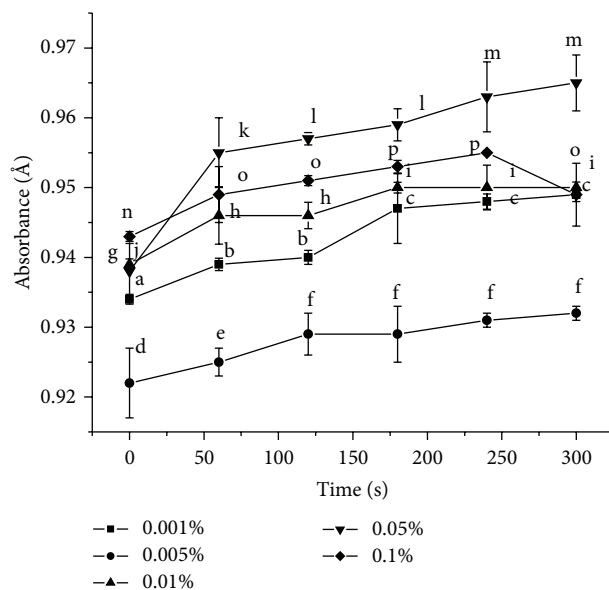 0.97
0.96
0.95
0.94
0.93
0.92
Absorbance (Å)
m m
k l l
n o o p p o
g j h h i i i
a b b c c c
d e f f f f
0 50 100 150 200 250 300
Time (s)
0.001% 0.05%
0.005% 0.1%
0.01%